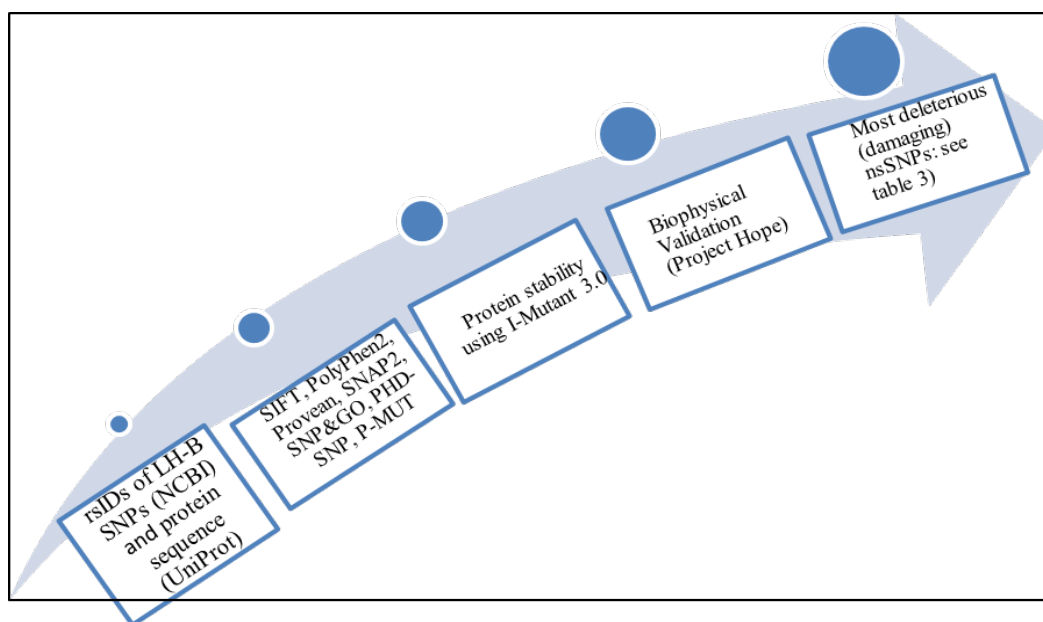 rsIDs of LH-B
SNPs (NCBI)
and protein
sequence
(UniProt)
SIFT, PolyPhen2,
Provean, SNAP2,
SNP&GO, PHD-
SNP, P-MUT
Protein stability
using I-Mutant 3.0
Biophysical
Validation
(Project Hope)
Most deleterious
(damaging)
nsSNPs: see
table 3)